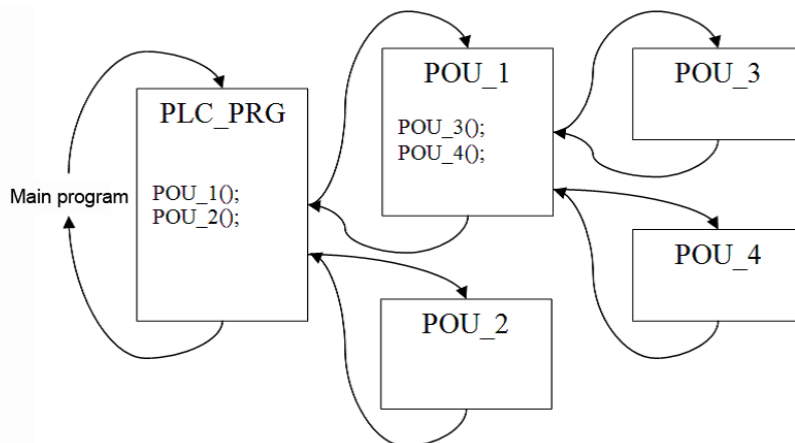 Main program
PLC_PRG
POU_1();
POU_2();
POU_1
POU_3();
POU_4();
POU_2
POU_3
POU_4